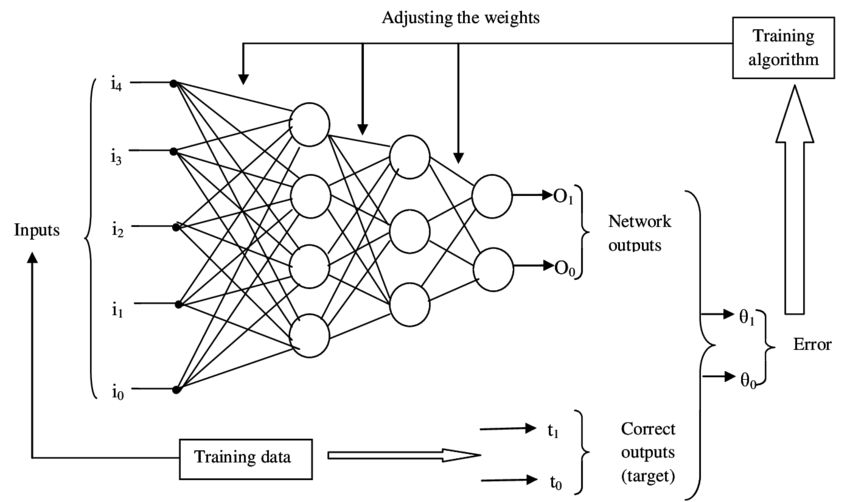 Adjusting the weights
Training
algorithm
i₄
i₃
Inputs
i₂
i₁
i₀
O₁
O₀
Network
outputs
θ₁
θ₀
Error
Training data
t₁
t₀
Correct
outputs
(target)